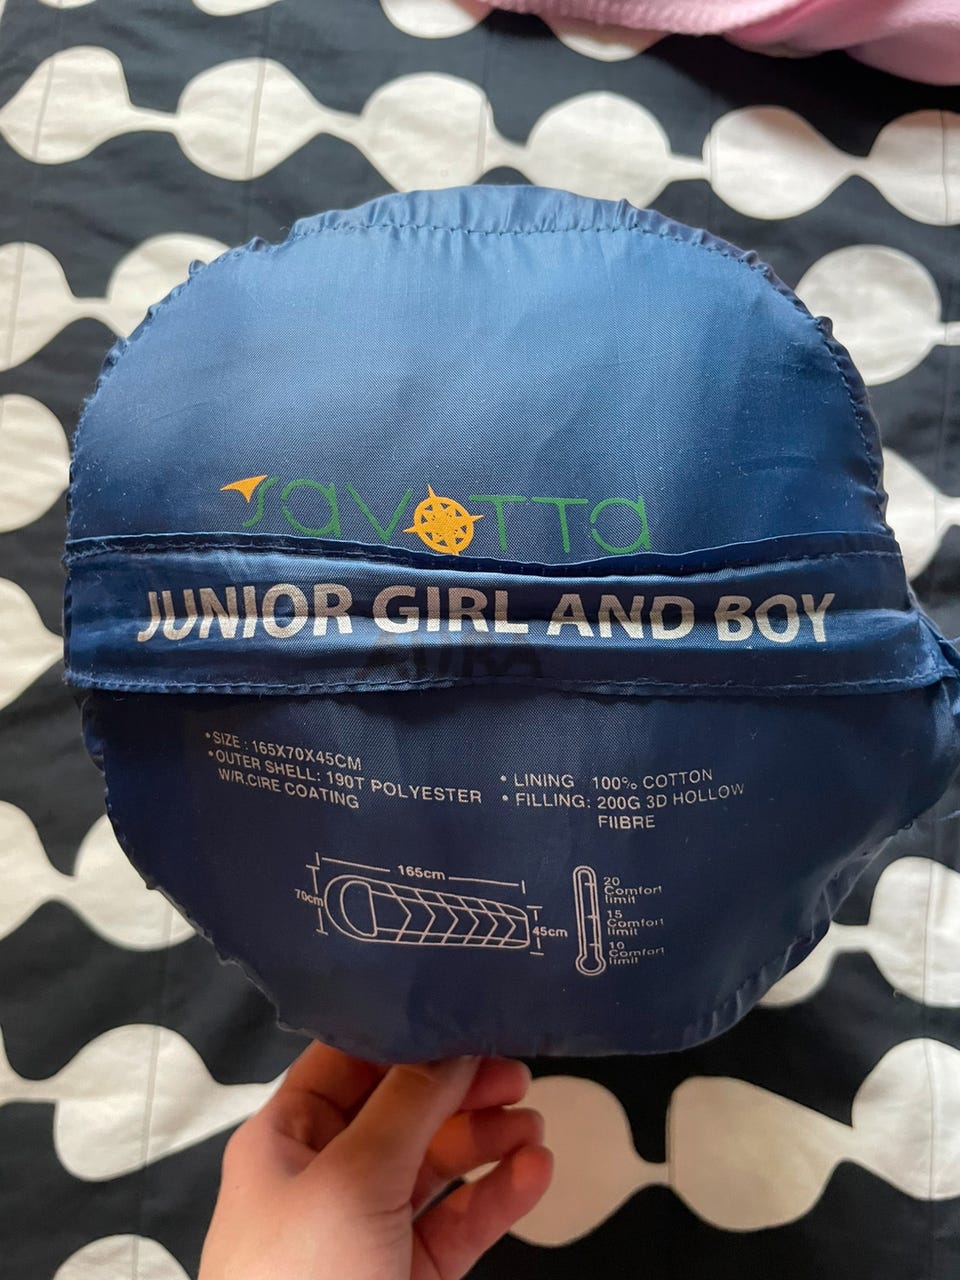 savotta
JUNIOR GIRL AND BOY
•SIZE : 165X70X45CM
•OUTER SHELL: 190T POLYESTER
W/R.CIRE COATING
• LINING 100% COTTON
• FILLING: 200G 3D HOLLOW
FIIBRE
165cm
70cm
45cm
20
Comfort
limit
15
Comfort
limit
10
Comfort
limit